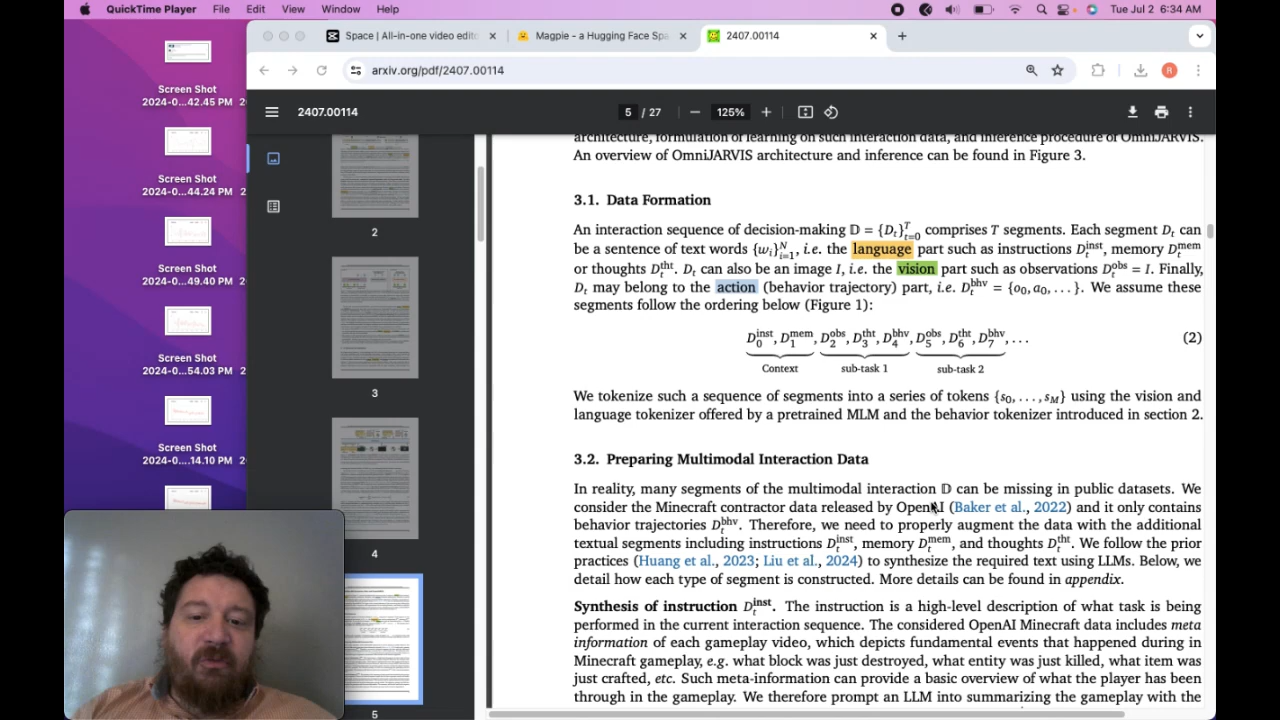 QuickTime Player File Edit View Window Help Tue Jul 2 6:34 AM
Space | All-in-one video edito Magpie - a Hugging Face Spa 2407.00114
arxiv.org/pdf/2407.00114 R
2407.00114 5 / 27 125%
Screen Shot
2024-0...42.45 PM
Screen Shot
2024-0...44.24 PM
Screen Shot
2024-0...49.40 PM
Screen Shot
2024-0...54.03 PM
Screen Shot
2024-0....14.10 PM
2
3
4
5
An overview of OmniJARVIS architecture and inference can be found in Figure 3.
3.1. Data Formation
An interaction sequence of decision-making 𝔻 = {D_t}_{t=0}^T comprises T segments. Each segment D_t can
be a sentence of text words {w_i}_{i=1}^N, i.e. the language part such as instructions D_t^inst, memory D_t^mem
or thoughts D_t^tht. D_t can also be an image I, i.e. the vision part such as observations D_t^obs = I. Finally,
D_t may belong to the action (behavior trajectory) part, i.e. D_t^bhv = {o_0, a_0, . . . }. We assume these
segments follow the ordering below (Figure 1):
D_0^inst, D_1^mem, D_2^obs, D_3^tht, D_4^bhv, D_5^obs, D_6^tht, D_7^bhv, . . . (2)
Context sub-task 1 sub-task 2
We tokenize such a sequence of segments into a series of tokens {s_0, . . . , s_M} using the vision and
language tokenizer offered by a pretrained MLM and the behavior tokenizer introduced in section 2.
3.2. Preparing Multimodal Interaction Data
In reality, many segments of the multimodal interaction 𝔻 can be missing in public datasets. We
consider the Minecraft contractor data released by OpenAI (Baker et al., 2022) and it only contains
behavior trajectories D_t^bhv. Therefore, we need to properly augment the data with the additional
textual segments including instructions D_t^inst, memory D_t^mem, and thoughts D_t^tht. We follow the prior
practices (Huang et al., 2023; Liu et al., 2024) to synthesize the required text using LLMs. Below, we
detail how each type of segment is constructed. More details can be found in appendix.
Synthesis of instruction D_t^inst. The instruction is a high-level description of what task is being
performed in the current interaction sequence. The considered OpenAI Minecraft data includes meta
information of each gameplay video, which depicts fundamental events that happened during in
Minecraft gameplay, e.g. what block was just destroyed, what entity was just killed, what item was
just crafted, etc. Such meta-information can provide a basic overview of what the player has been
through in the gameplay. We therefore prompt an LLM into summarizing the gameplay with the